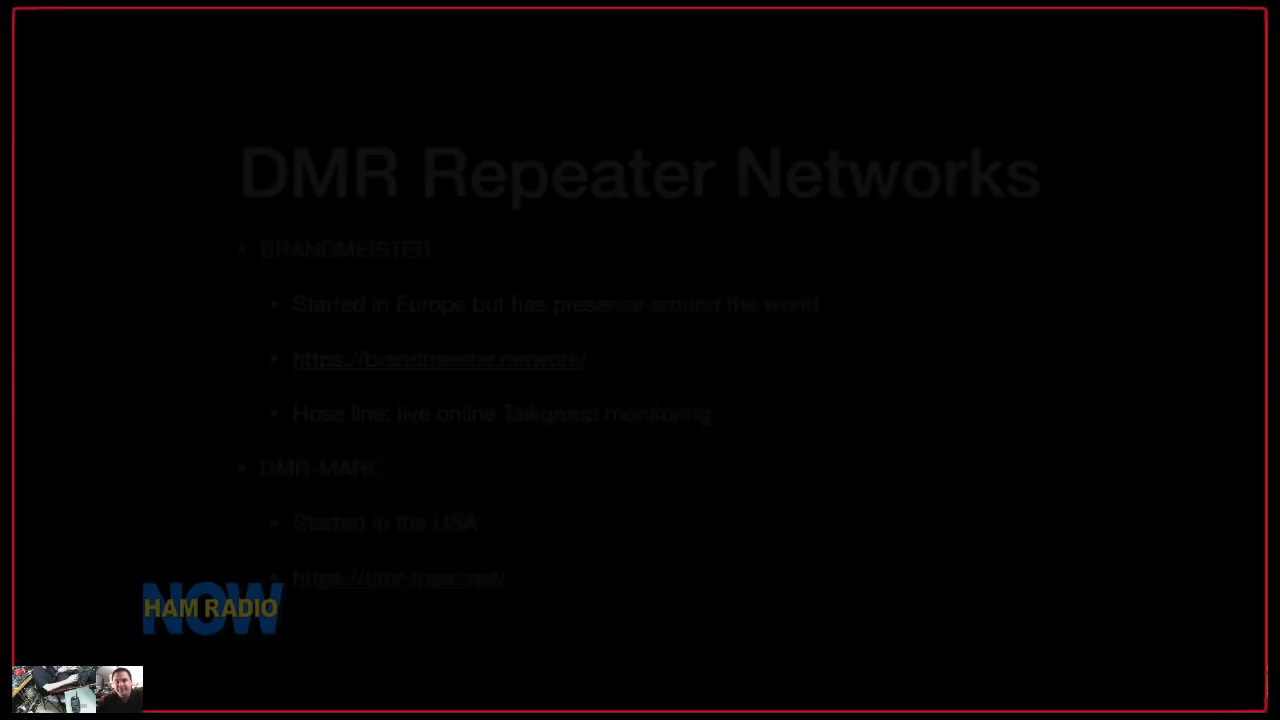 DMR Repeater Networks
• BRANDMEISTER
• Started in Europe but has presence around the world
• https://brandmeister.network/
• Hose line: live online Talkgroup monitoring
• DMR-MARC
• Started in the USA
• https://dmr-marc.net/
NOW
HAM RADIO